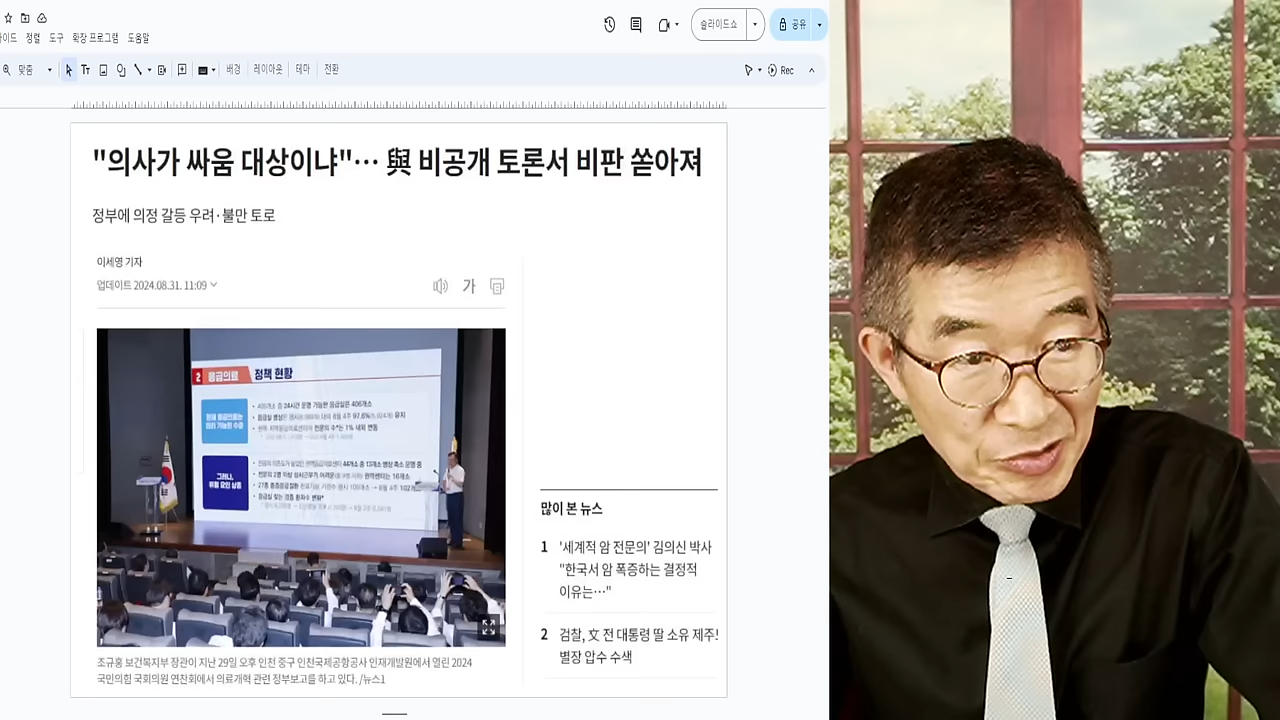 슬라이드쇼
공유
이드 정렬 도구 확장 프로그램 도움말
맞춤
배경 레이아웃 테마 전환
Rec
"의사가 싸움 대상이냐"… 與 비공개 토론서 비판 쏟아져
정부에 의정 갈등 우려·불만 토로
이세영 기자
업데이트 2024.08.31. 11:09
가
2 응급의료 정책 현황
많이 본 뉴스
1 '세계적 암 전문의' 김의신 박사
"한국서 암 폭증하는 결정적
이유는…"
2 검찰, 文 전 대통령 딸 소유 제주
별장 압수 수색
조규홍 보건복지부 장관이 지난 29일 오후 인천 중구 인천국제공항공사 인재개발원에서 열린 2024
국민의힘 국회의원 연찬회에서 의료개혁 관련 정부보고를 하고 있다. /뉴스1